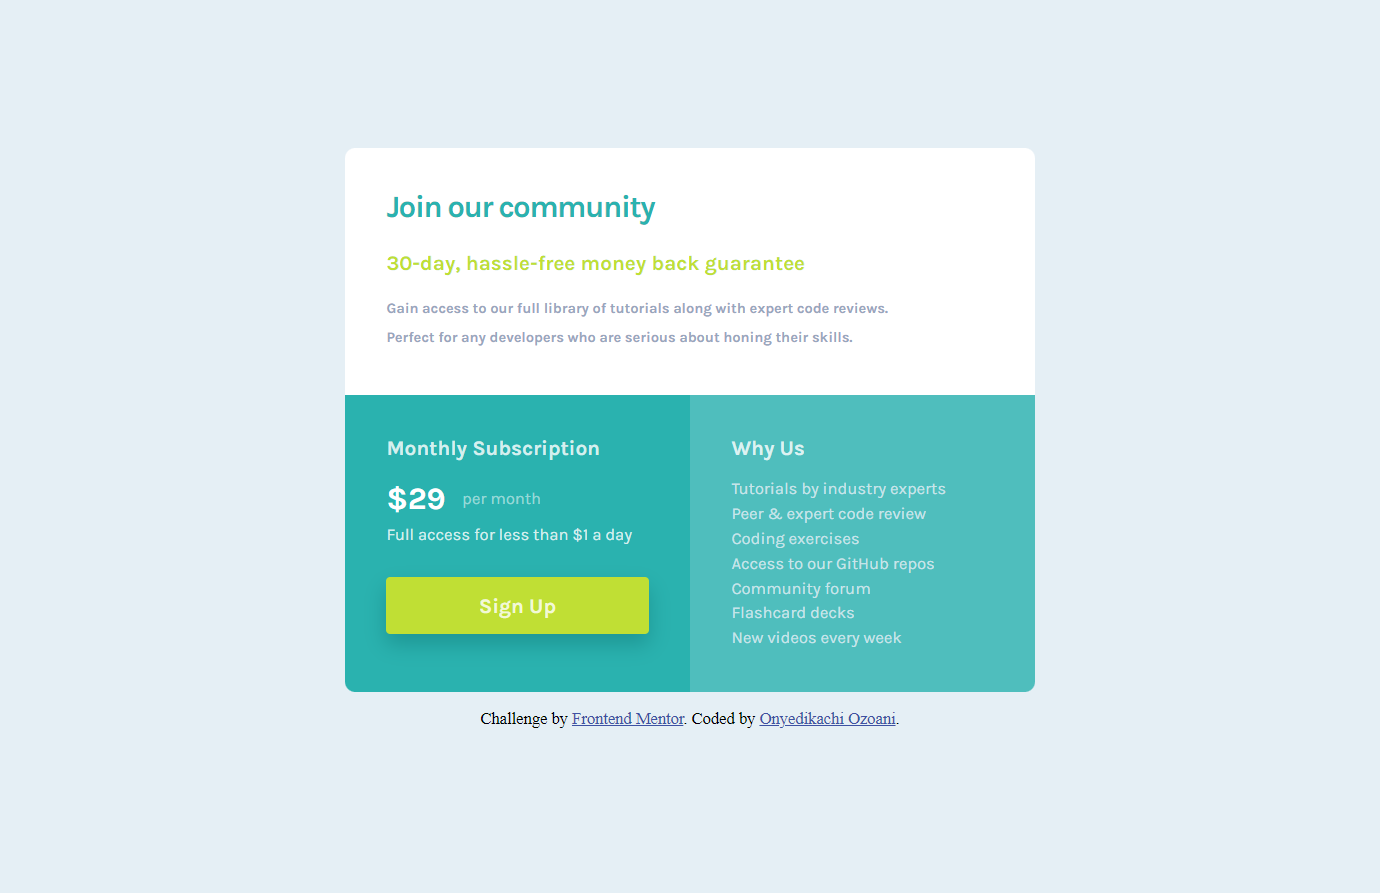 Join our community
30-day, hassle-free money back guarantee
Gain access to our full library of tutorials along with expert code reviews.
Perfect for any developers who are serious about honing their skills.
Monthly Subscription
$29 per month
Full access for less than $1 a day
Sign Up
Why Us
Tutorials by industry experts
Peer & expert code review
Coding exercises
Access to our GitHub repos
Community forum
Flashcard decks
New videos every week
Challenge by Frontend Mentor. Coded by Onyedikachi Ozoani.